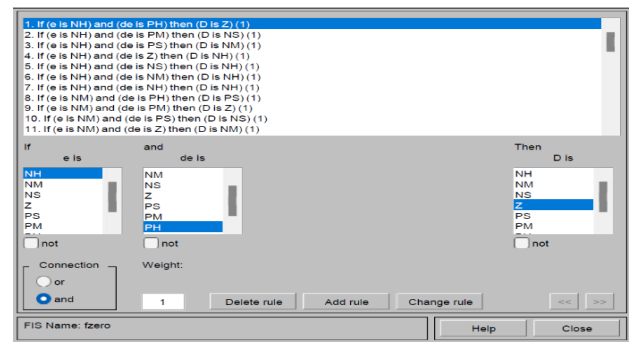 1. If (e is NH) and (de is PH) then (D is Z) (1)
2. If (e is NH) and (de is PM) then (D is NS) (1)
3. If (e is NH) and (de is PS) then (D is NM) (1)
4. If (e is NH) and (de is Z) then (D is NH) (1)
5. If (e is NH) and (de is NS) then (D is NH) (1)
6. If (e is NH) and (de is NM) then (D is NH) (1)
7. If (e is NH) and (de is NH) then (D is NH) (1)
8. If (e is NM) and (de is PH) then (D is PS) (1)
9. If (e is NM) and (de is PM) then (D is Z) (1)
10. If (e is NM) and (de is PS) then (D is NS) (1)
11. If (e is NM) and (de is Z) then (D is NM) (1)
If and Then
e is de is D is
NH NM NH
NM NS NM
NS Z NS
Z PS Z
PS PM PS
PM PH PM
not not not
Connection Weight:
or
and 1 Delete rule Add rule Change rule << >>
FIS Name: fzero Help Close